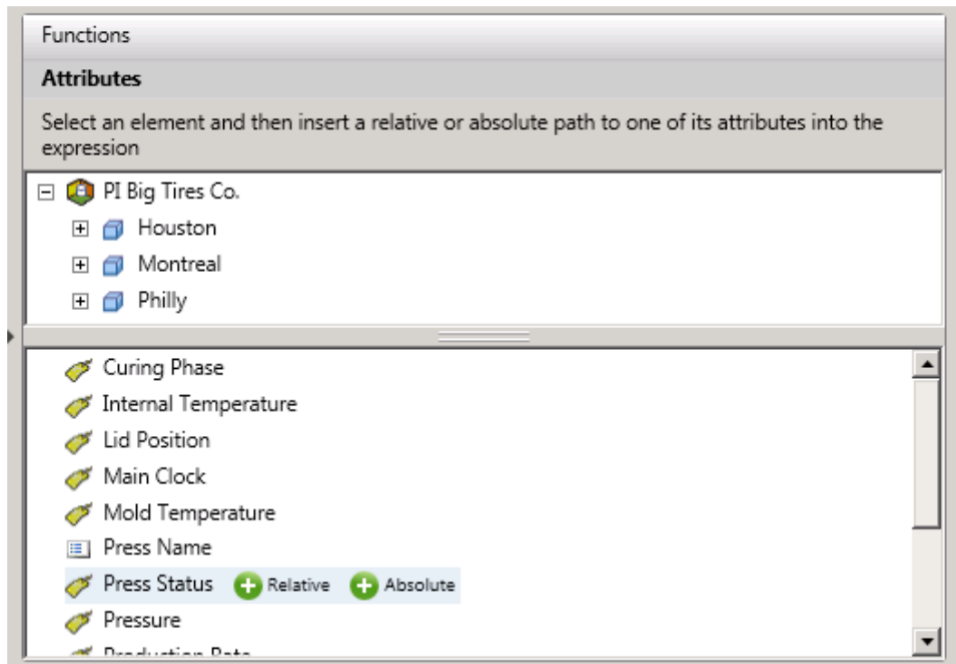 Functions
Attributes
Select an element and then insert a relative or absolute path to one of its attributes into the
expression
PI Big Tires Co.
Houston
Montreal
Philly
Curing Phase
Internal Temperature
Lid Position
Main Clock
Mold Temperature
Press Name
Press Status Relative Absolute
Pressure
Production Rate